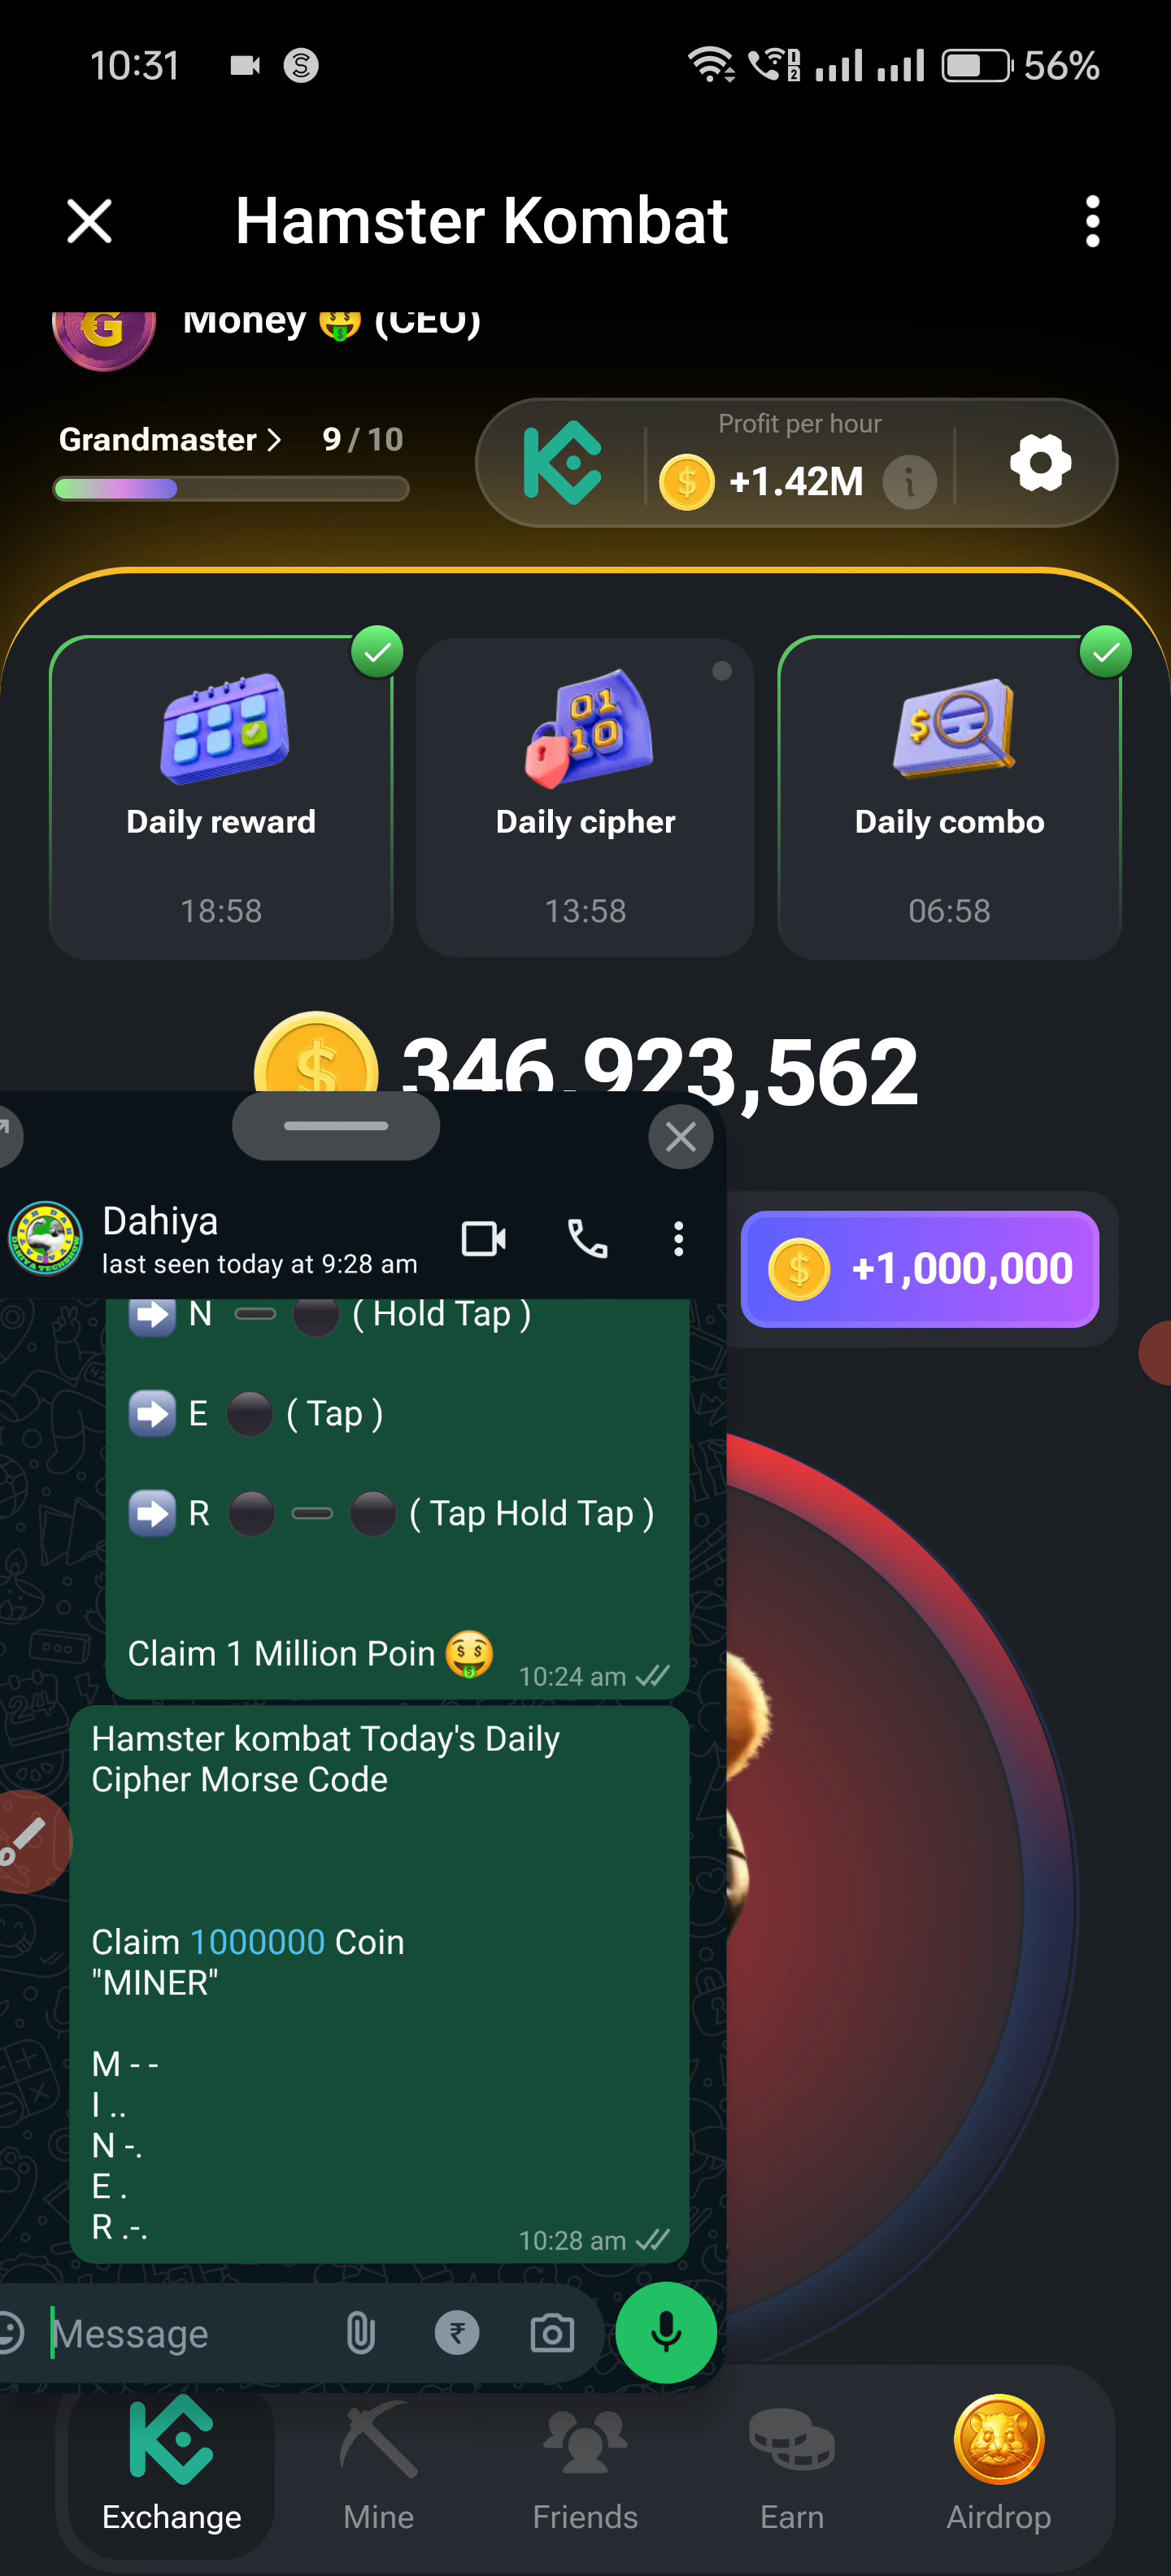 10:31
56%
Hamster Kombat
Money 🤑 (CEO)
Grandmaster > 9 / 10
Profit per hour
+1.42M
Daily reward
18:58
Daily cipher
13:58
Daily combo
06:58
346,923,562
Dahiya
last seen today at 9:28 am
+1,000,000
➡️ N ➖ ⚫ ( Hold Tap )
➡️ E ⚫ ( Tap )
➡️ R ⚫ ➖ ⚫ ( Tap Hold Tap )
Claim 1 Million Poin 🤑
10:24 am
Hamster kombat Today's Daily
Cipher Morse Code
Claim 1000000 Coin
"MINER"
M - -
I ..
N -.
E .
R .-.
10:28 am
Message
Exchange
Mine
Friends
Earn
Airdrop